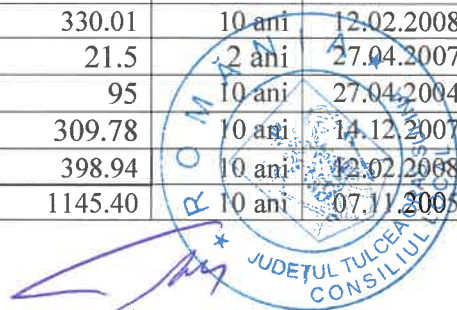 330.01 10 ani 12.02.2008
21.5 2 ani 27.04.2007
95 10 ani 27.04.2004
309.78 10 ani 14.12.2007
398.94 10 ani 12.02.2008
1145.40 10 ani 07.11.2005
ROMÂNIA
JUDEȚUL TULCEA
CONSILIUL